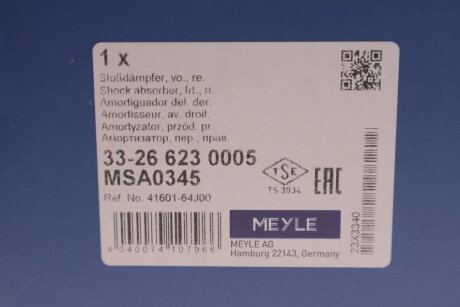 1 x
Stoßdämpfer, vo., re.
Shock absorber, frt., ri.
Amortiguador del. der.
Amortisseur, av. droit.
Amortyzator, przód. pr
Амортизатор, пер., прав.
33-26 623 0005
MSA0345
TSE
TS 3034
EAC
Ref. No. 41601-64J00
MEYLE
MEYLE AG
Hamburg 22143, Germany
4 040074 107966
23X3340